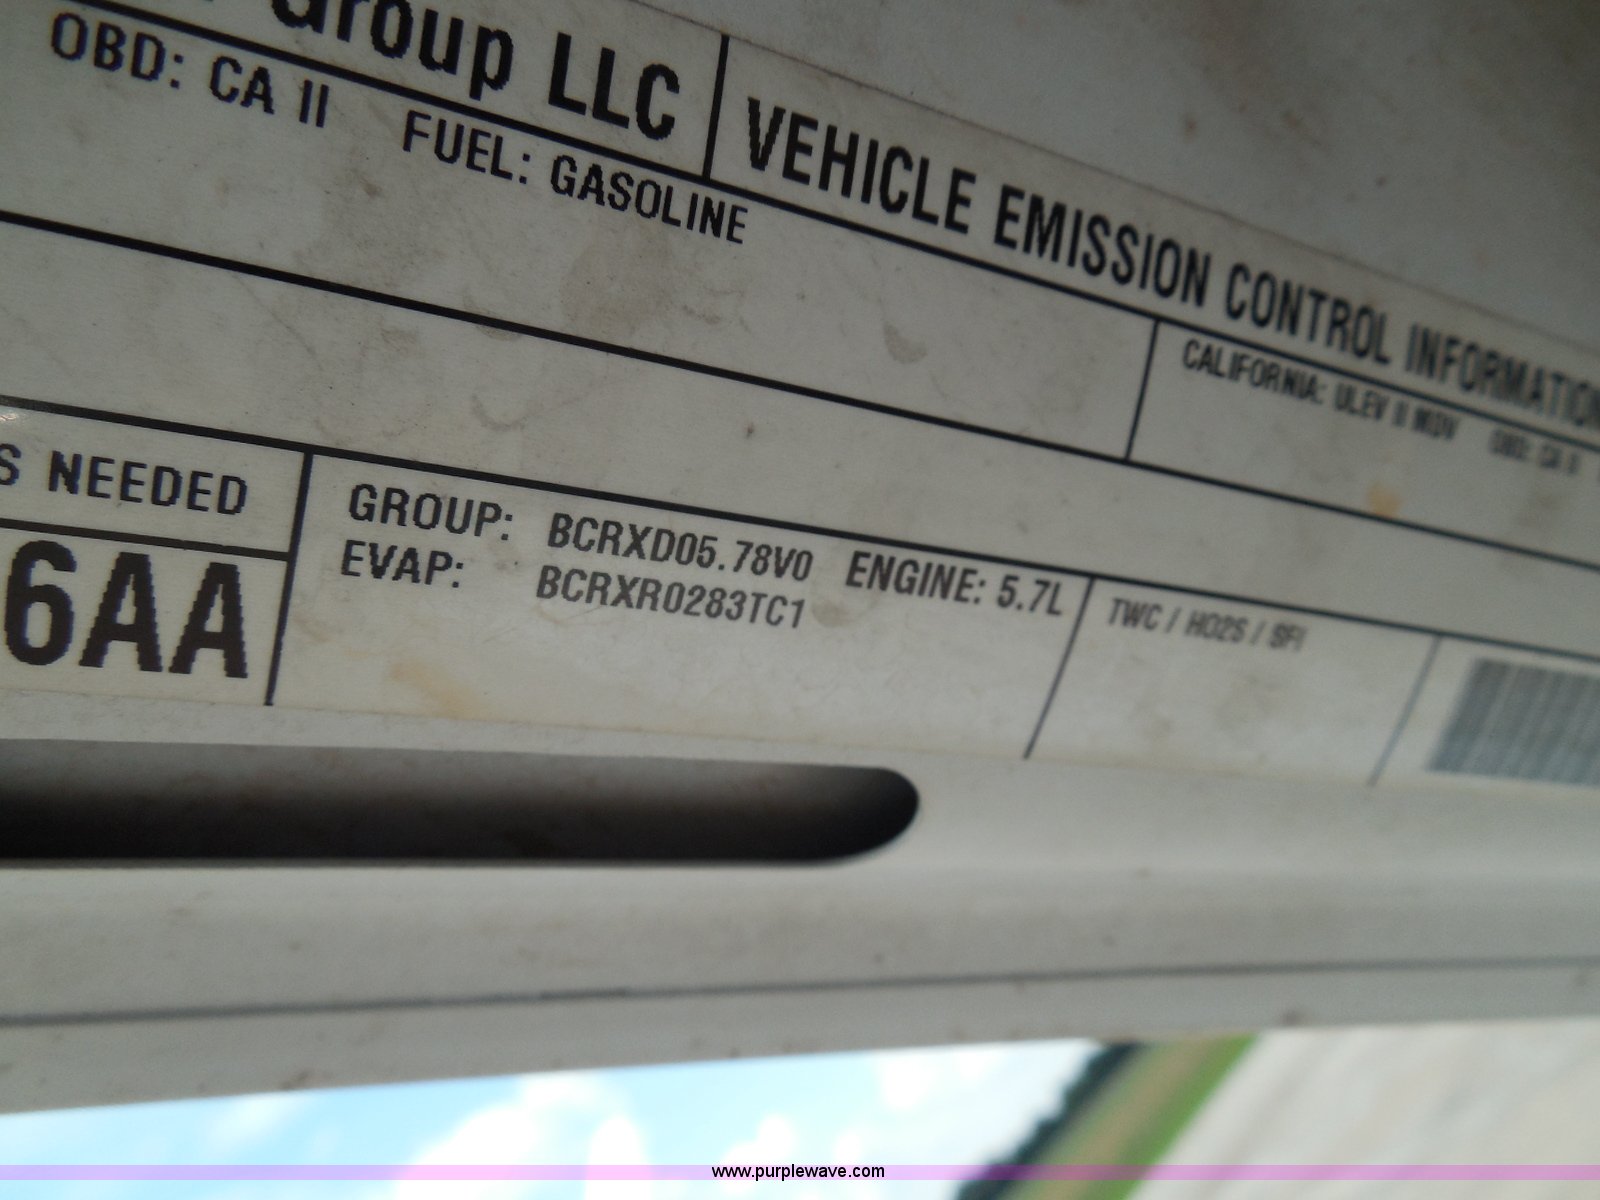 Group LLC
VEHICLE EMISSION CONTROL INFORMATION
OBD: CA II FUEL: GASOLINE
CALIFORNIA: ULEV II MDV OBD: CA II
S NEEDED
6AA
GROUP: BCRXD05.78V0 ENGINE: 5.7L
EVAP: BCRXR0283TC1
TWC / HO2S / SFI
www.purplewave.com